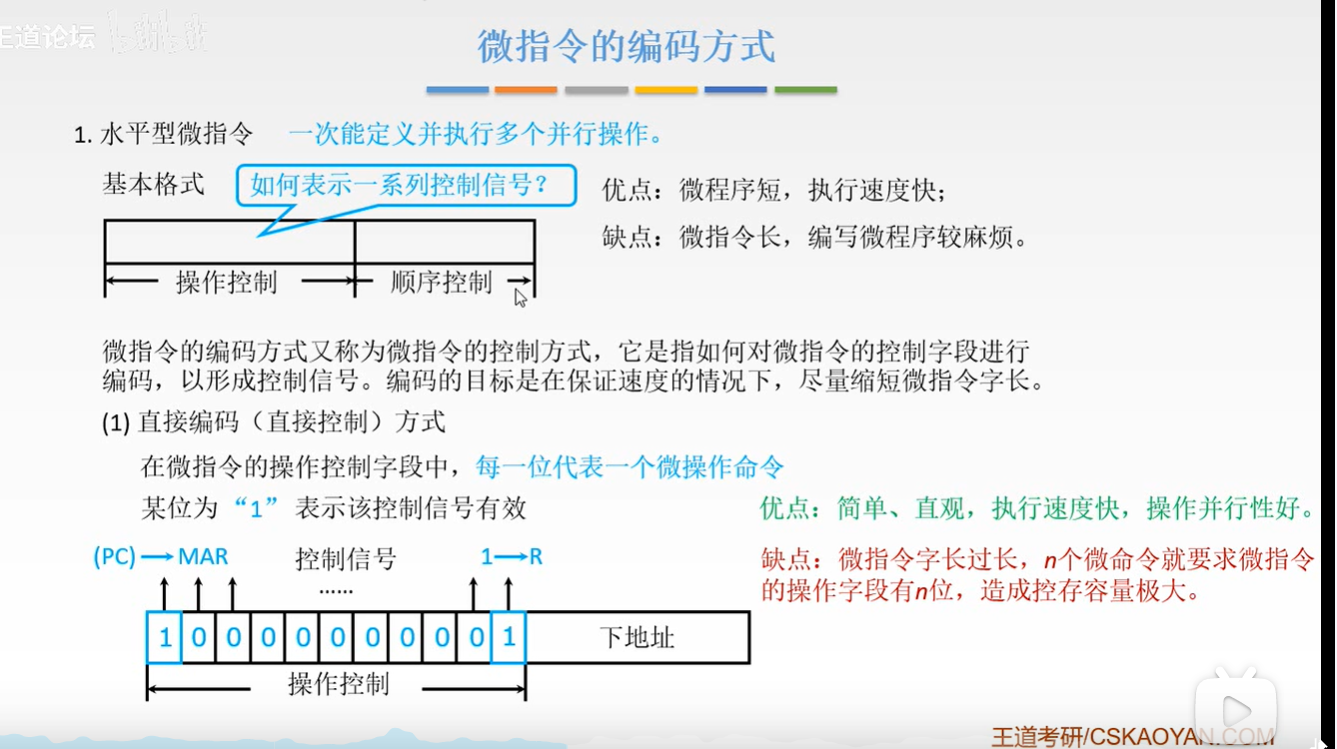 王道论坛 bilibili
微指令的编码方式
1. 水平型微指令 一次能定义并执行多个并行操作。
基本格式 如何表示一系列控制信号？
优点：微程序短，执行速度快；
缺点：微指令长，编写微程序较麻烦。
操作控制 顺序控制
微指令的编码方式又称为微指令的控制方式，它是指如何对微指令的控制字段进行
编码，以形成控制信号。编码的目标是在保证速度的情况下，尽量缩短微指令字长。
(1) 直接编码（直接控制）方式
在微指令的操作控制字段中，每一位代表一个微操作命令
某位为“1”表示该控制信号有效
优点：简单、直观，执行速度快，操作并行性好。
缺点：微指令字长过长，n个微命令就要求微指令
的操作字段有n位，造成控存容量极大。
(PC)→MAR 控制信号 1→R
……
1 0 0 0 0 0 0 0 0 0 1 下地址
操作控制
王道考研/CSKAOYAN.COM